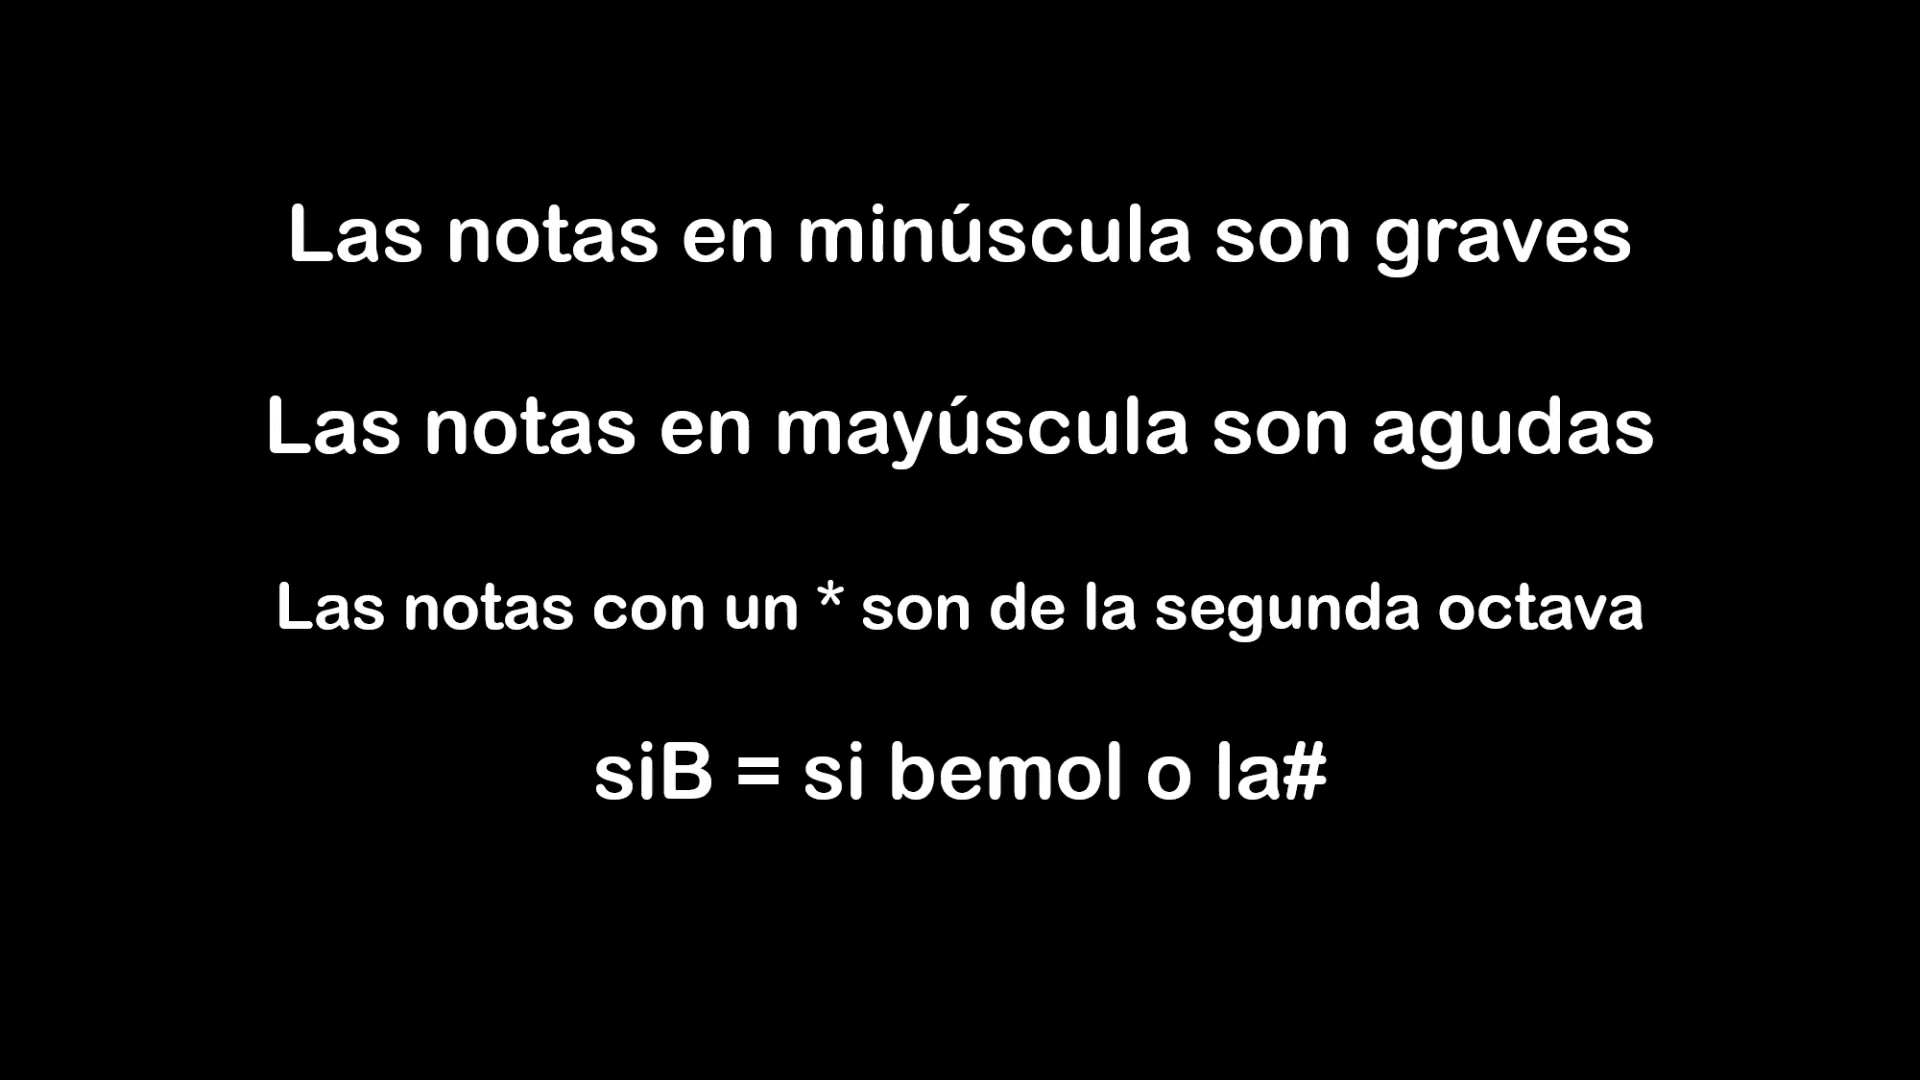 Las notas en minúscula son graves
Las notas en mayúscula son agudas
Las notas con un * son de la segunda octava
siB = si bemol o la#